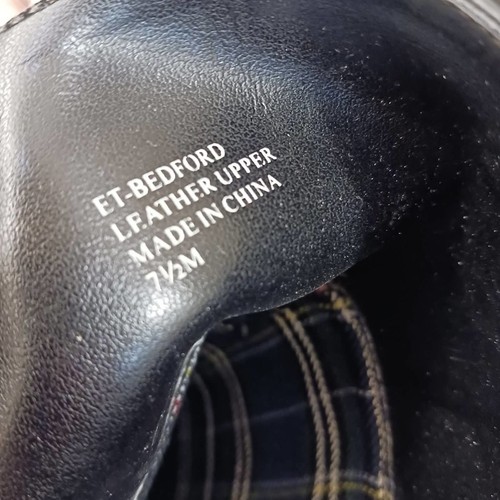 ET-BEDFORD
LEATHER UPPER
MADE IN CHINA
7½M